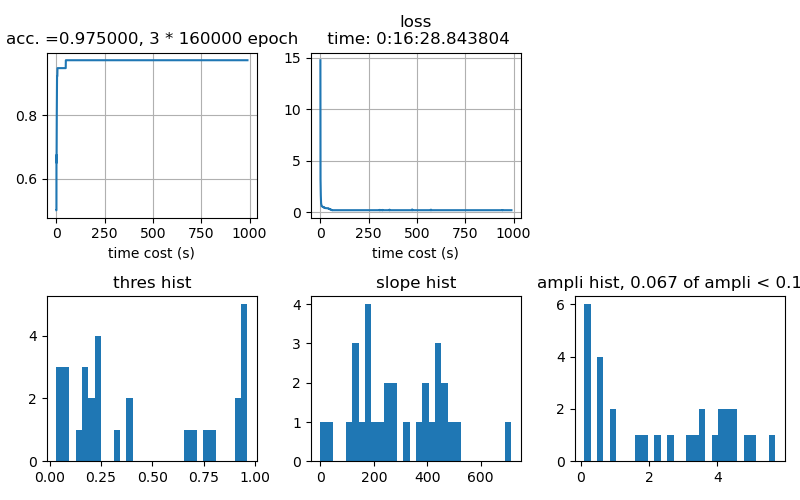 acc. =0.975000, 3 * 160000 epoch
loss
time: 0:16:28.843804
0.8
0.6
0 250 500 750 1000
time cost (s)
15
10
5
0
0 250 500 750 1000
time cost (s)
thres hist
slope hist
ampli hist, 0.067 of ampli < 0.1
4
2
0
0.00 0.25 0.50 0.75 1.00
4
3
2
1
0
0 200 400 600
6
4
2
0
0 2 4